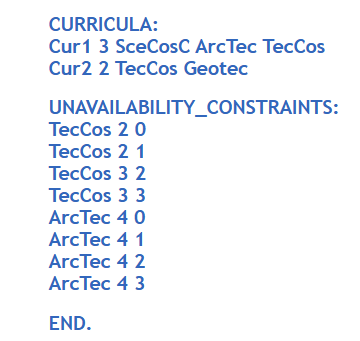 CURRICULA:
Cur1 3 SceCosC ArcTec TecCos
Cur2 2 TecCos Geotec
UNAVAILABILITY_CONSTRAINTS:
TecCos 2 0
TecCos 2 1
TecCos 3 2
TecCos 3 3
ArcTec 4 0
ArcTec 4 1
ArcTec 4 2
ArcTec 4 3
END.